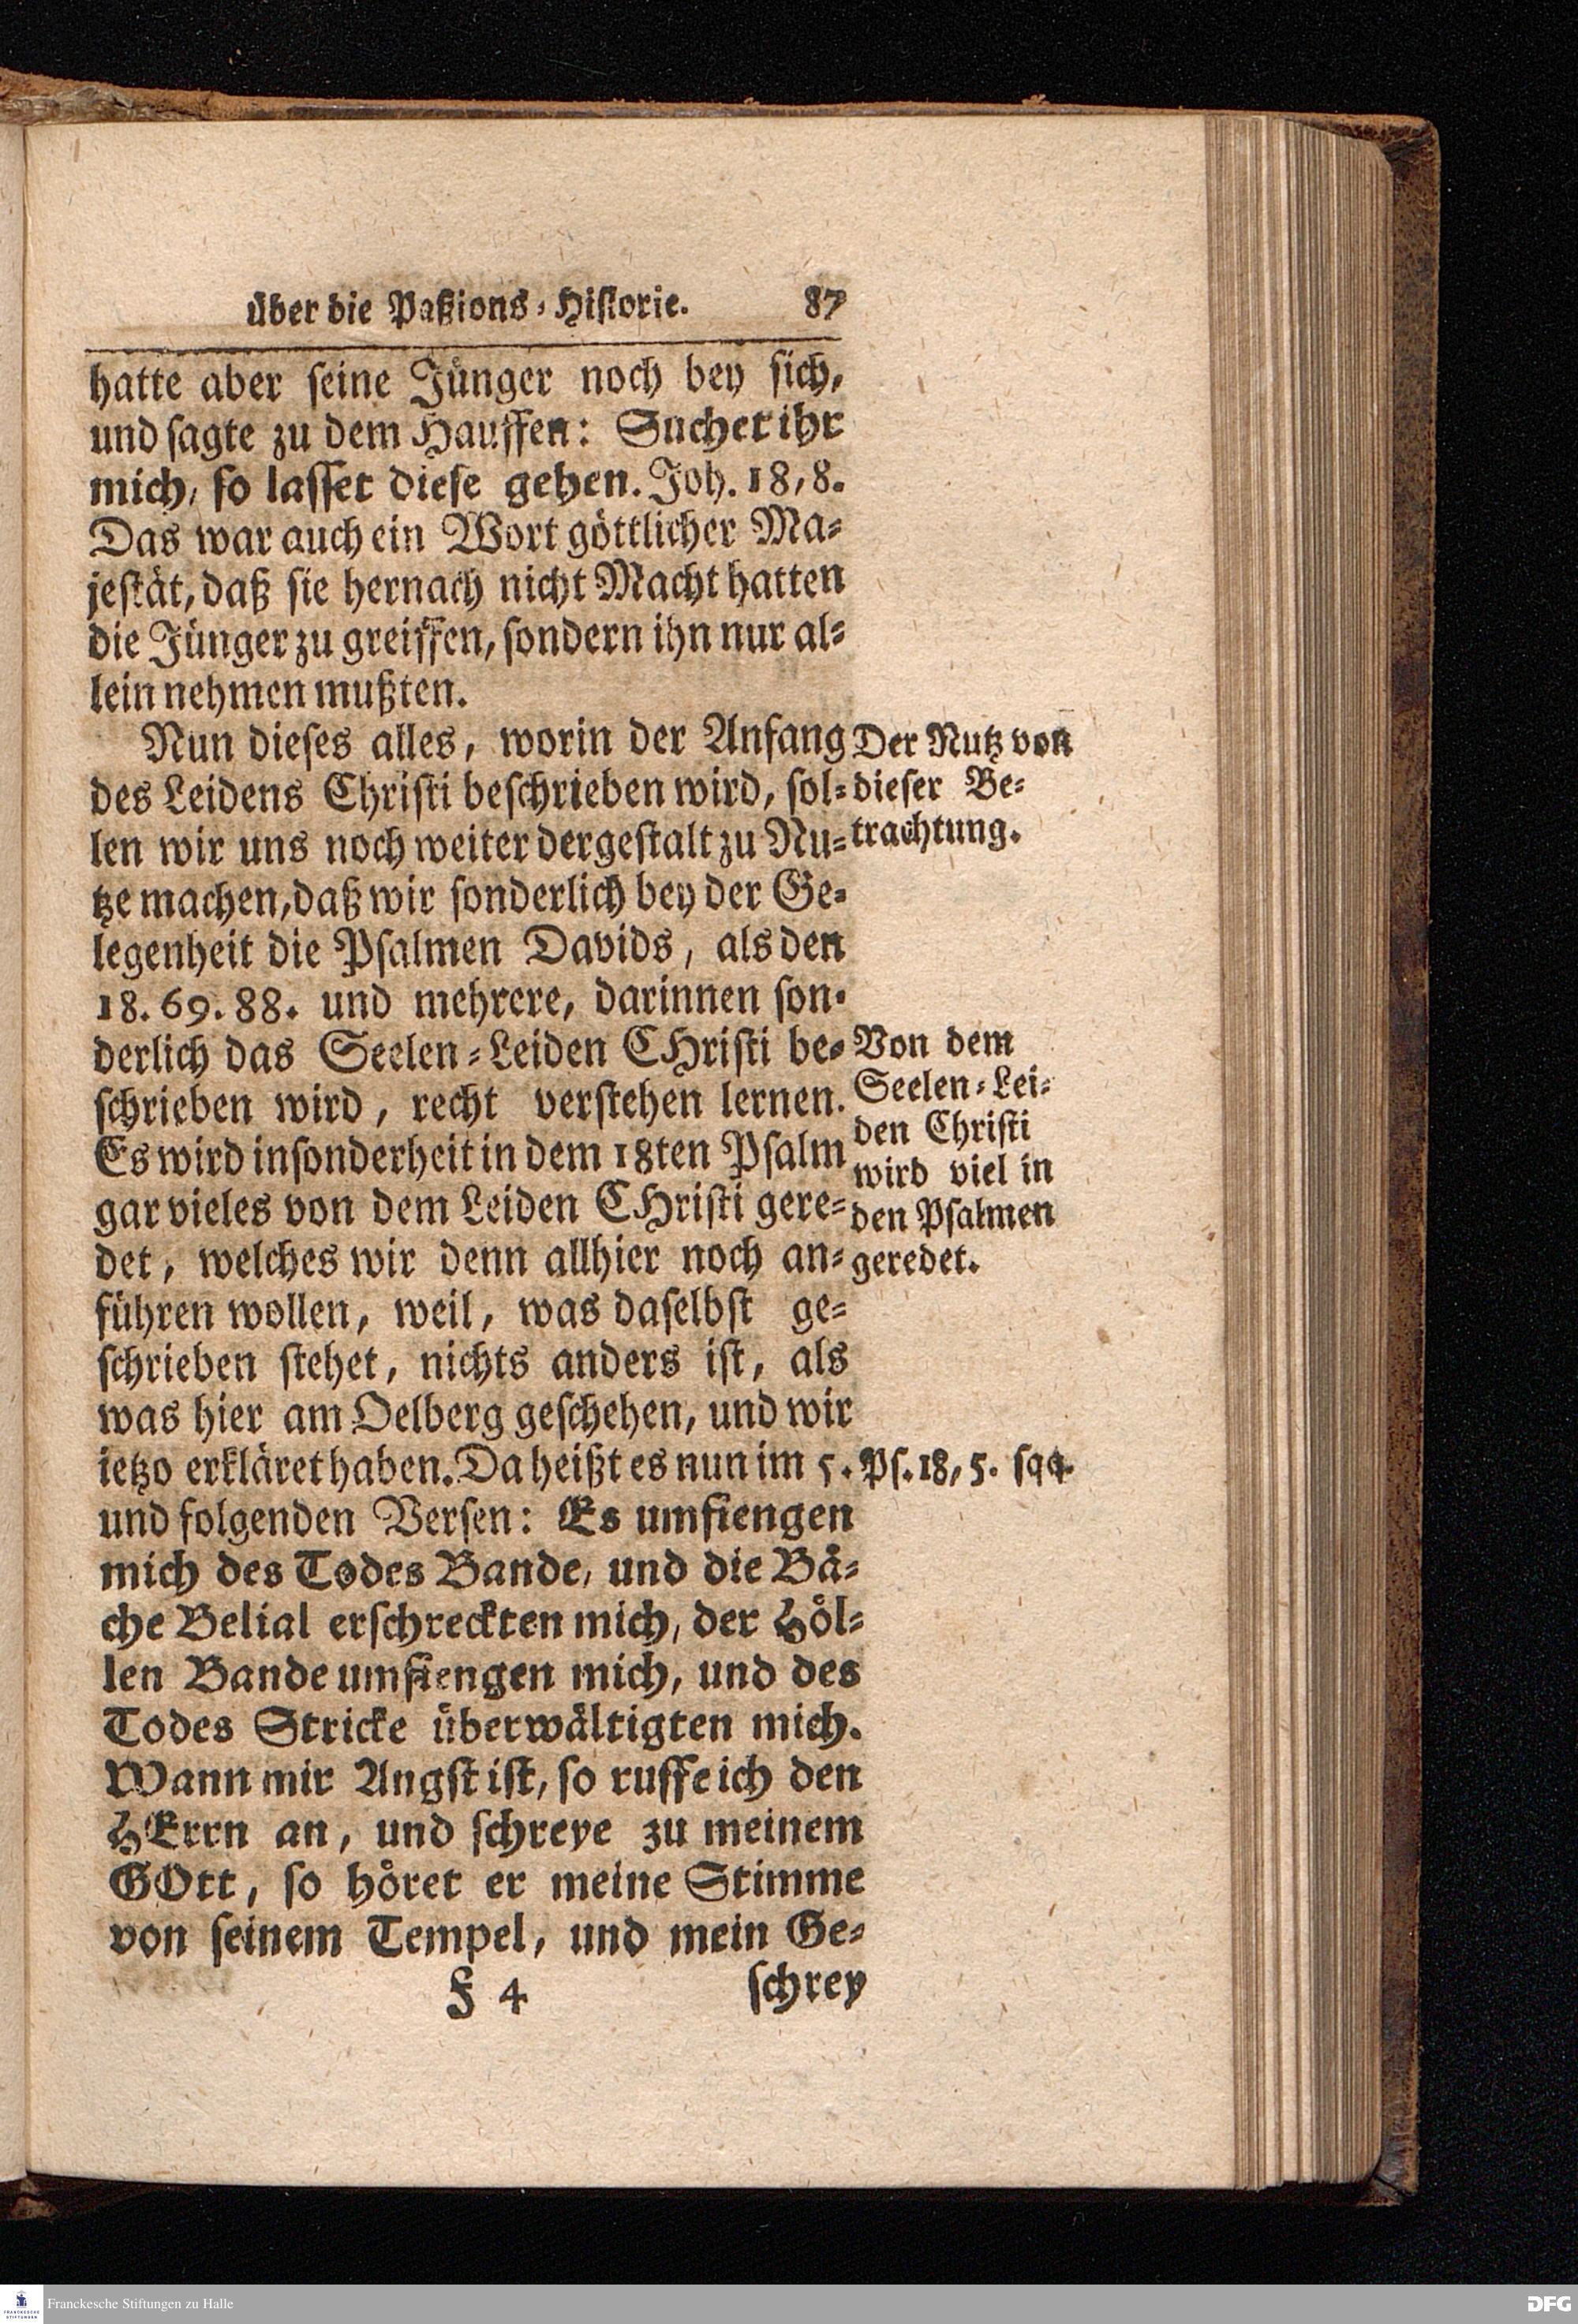 über die Paßions-Historie. 87
hatte aber seine Jünger noch bey sich,
und sagte zu dem Hauffen: Suchet ihr
mich, so lasset diese gehen. Joh. 18, 8.
Das war auch ein Wort göttlicher Ma-
jestät, daß sie hernach nicht Macht hatten
die Jünger zu greiffen, sondern ihn nur al-
lein nehmen mußten.
Nun dieses alles, worin der Anfang
des Leidens Christi beschrieben wird, sol-
len wir uns noch weiter dergestalt zu Nu-
tze machen, daß wir sonderlich bey der Ge-
legenheit die Psalmen Davids, als den
18. 69. 88. und mehrere, darinnen son-
derlich das Seelen-Leiden CHristi be-
schrieben wird, recht verstehen lernen.
Es wird insonderheit in dem 18ten Psalm
gar vieles von dem Leiden CHristi gere-
det, welches wir denn allhier noch an-
führen wollen, weil, was daselbst ge-
schrieben stehet, nichts anders ist, als
was hier am Oelberg geschehen, und wir
ietzo erkläret haben. Da heißt es nun im 5.
und folgenden Versen: Es umfiengen
mich des Todes Bande, und die Bä-
che Belial erschreckten mich, der Höl-
len Bande umfiengen mich, und des
Todes Stricke überwältigten mich.
Wann mir Angst ist, so ruffe ich den
HErrn an, und schreye zu meinem
GOtt, so höret er meine Stimme
von seinem Tempel, und mein Ge-
F 4 schrey
Der Nutz von
dieser Be-
trachtung.
Von dem
Seelen-Lei-
den Christi
wird viel in
den Psalmen
geredet.
Ps. 18, 5. sqq.
Franckesche Stiftungen zu Halle
FRANCKESCHE
STIFTUNGEN
DFG